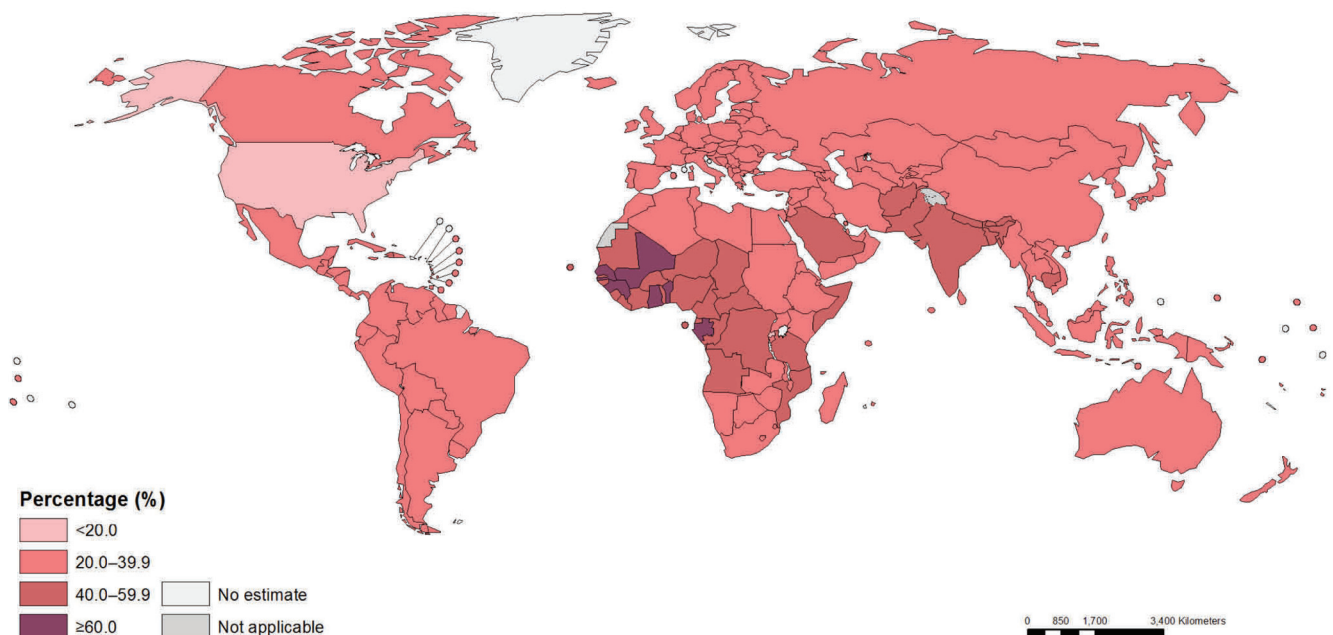 Percentage (%)
<20.0
20.0–39.9
40.0–59.9
≥60.0
No estimate
Not applicable
0 850 1,700 3,400 Kilometers